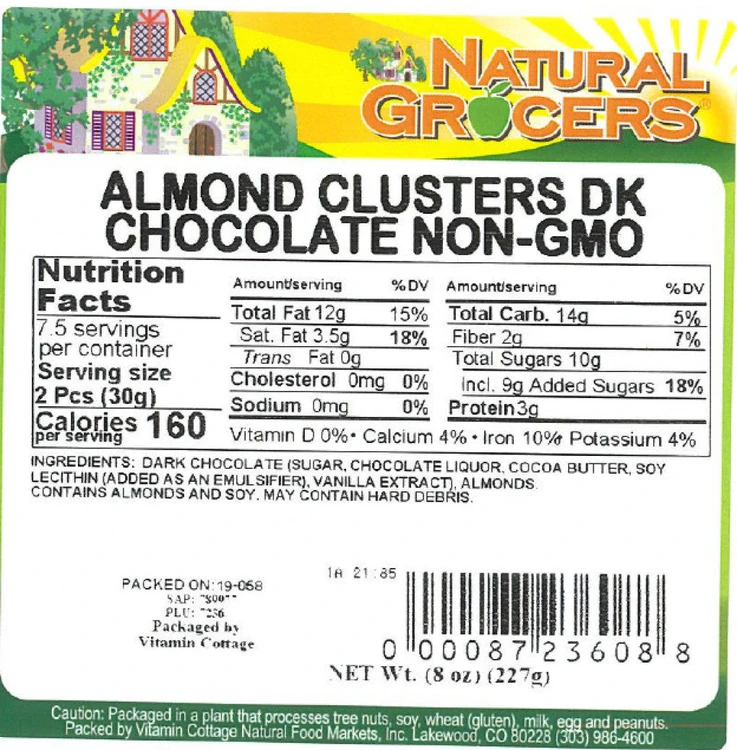 NATURAL
GROCERS®
ALMOND CLUSTERS DK
CHOCOLATE NON-GMO
Nutrition
Facts
7.5 servings
per container
Serving size
2 Pcs (30g)
Calories 160
per serving
Amount/serving %DV
Total Fat 12g 15%
Sat. Fat 3.5g 18%
Trans Fat 0g
Cholesterol 0mg 0%
Sodium 0mg 0%
Amount/serving %DV
Total Carb. 14g 5%
Fiber 2g 7%
Total Sugars 10g
incl. 9g Added Sugars 18%
Protein 3g
Vitamin D 0% • Calcium 4% • Iron 10% Potassium 4%
INGREDIENTS: DARK CHOCOLATE (SUGAR, CHOCOLATE LIQUOR, COCOA BUTTER, SOY
LECITHIN (ADDED AS AN EMULSIFIER), VANILLA EXTRACT), ALMONDS.
CONTAINS ALMONDS AND SOY. MAY CONTAIN HARD DEBRIS.
PACKED ON: 19-058
SAP:
PLU:
Packaged by
Vitamin Cottage
1A 21:85
0 00087 23608 8
NET Wt. (8 oz) (227g)
Caution: Packaged in a plant that processes tree nuts, soy, wheat (gluten), milk, egg and peanuts.
Packed by Vitamin Cottage Natural Food Markets, Inc. Lakewood, CO 80228 (303) 986-4600